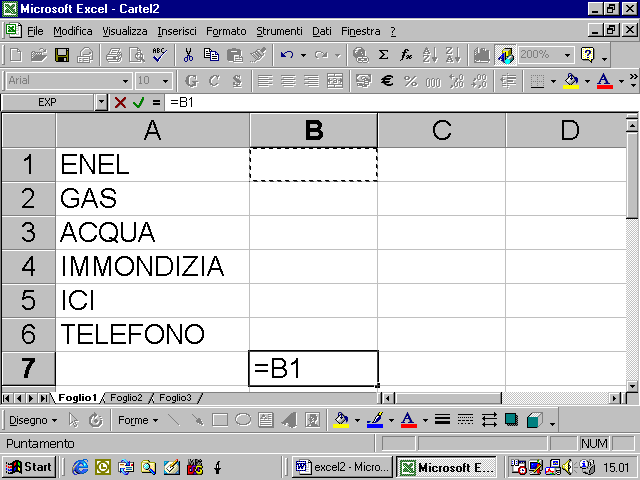 Microsoft Excel - Cartel2
File Modifica Visualizza Inserisci Formato Strumenti Dati Finestra ?
200%
Arial 10 G C S € % 000
EXP =B1
A B C D
1 ENEL
2 GAS
3 ACQUA
4 IMMONDIZIA
5 ICI
6 TELEFONO
7 =B1
Foglio1 Foglio2 Foglio3
Disegno Forme
Puntamento NUM
Start excel2 - Micro... Microsoft E... 15.01